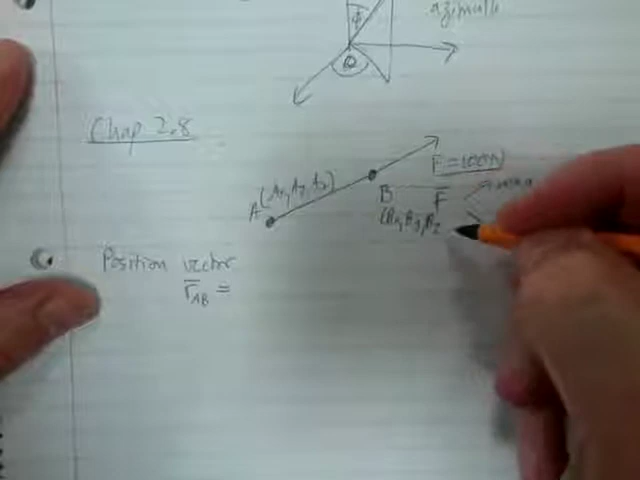 azimuth
φ
θ
Chap 2.8
F = 100N
A (Ax, Ay, Az)
B F
(Bx, By, Bz
Position vector
r̅AB =